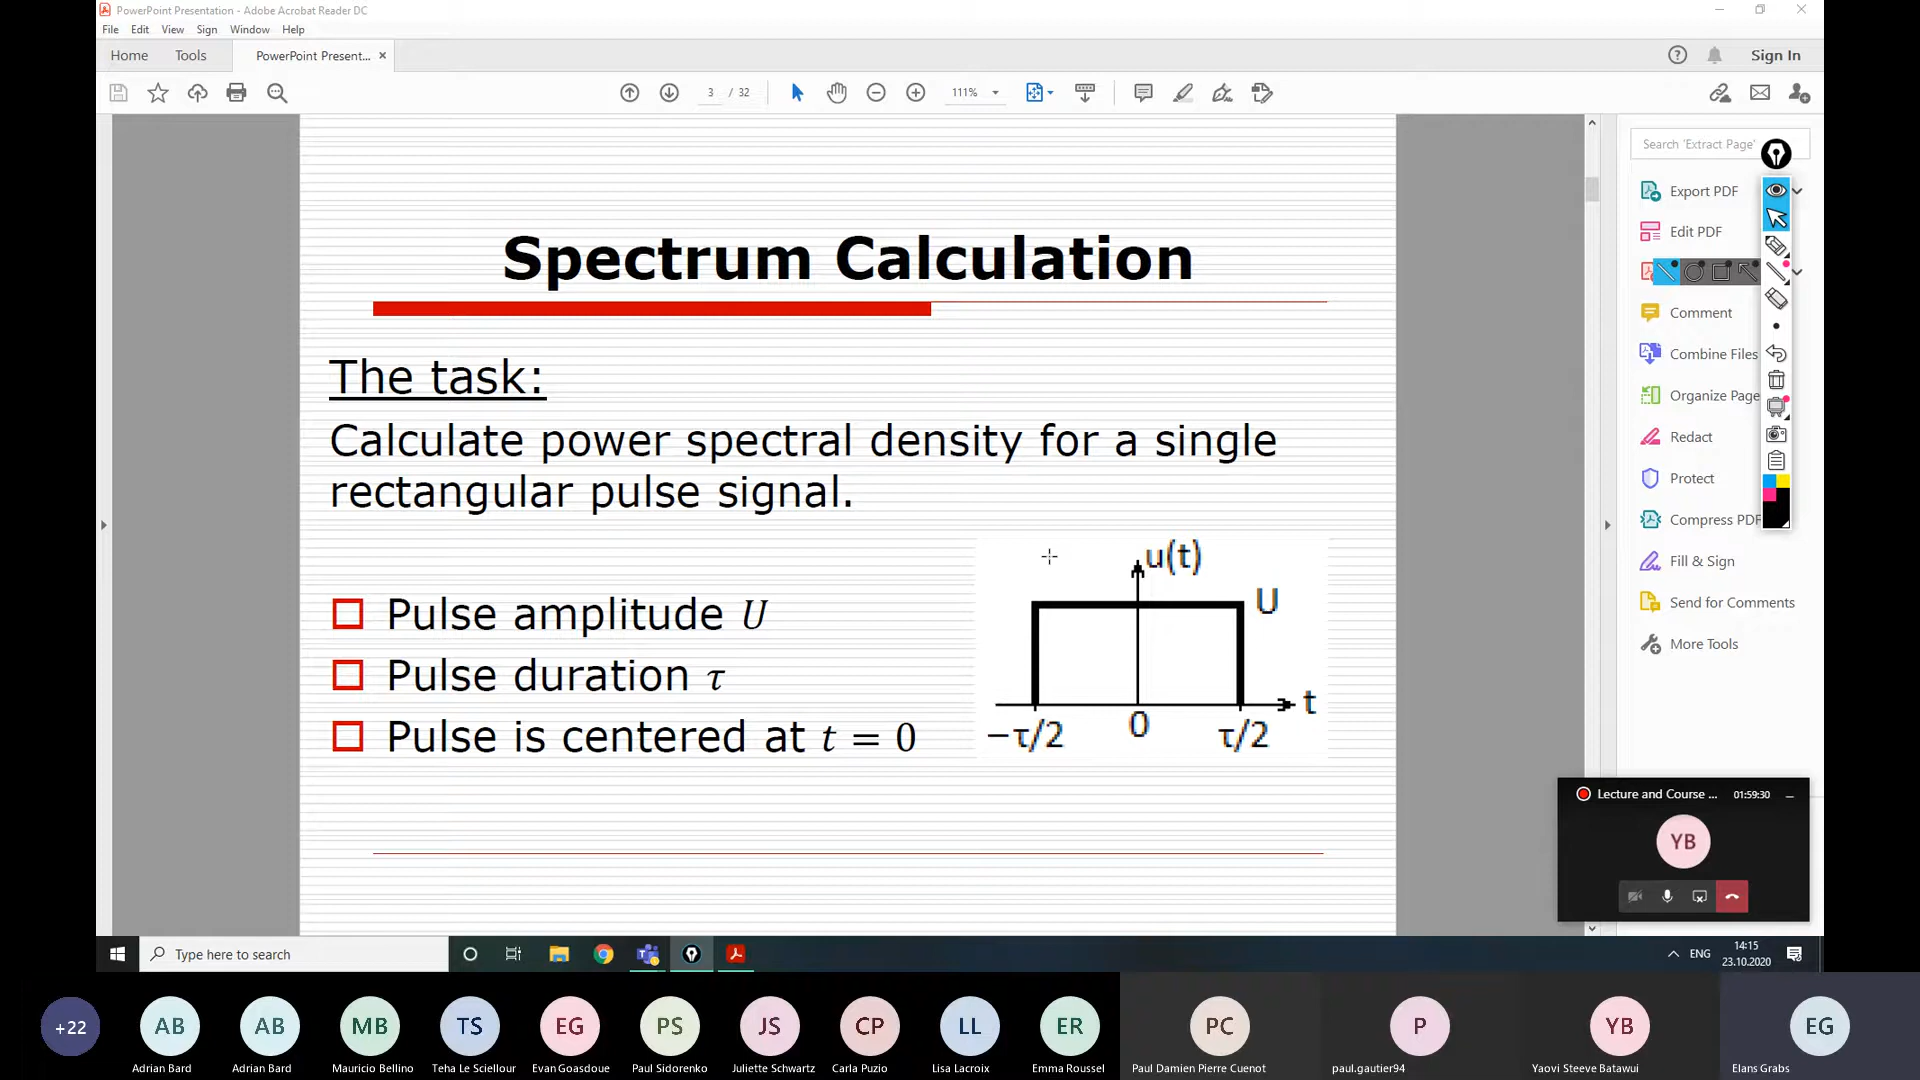 PowerPoint Presentation - Adobe Acrobat Reader DC
File Edit View Sign Window Help
Home Tools PowerPoint Present... × Sign In
3 / 32 111%
Search 'Extract Page'
Spectrum Calculation
The task:
Calculate power spectral density for a single
rectangular pulse signal.
Pulse amplitude U
Pulse duration τ
Pulse is centered at t = 0
u(t)
U
t
−τ/2 0 τ/2
Export PDF
Edit PDF
Comment
Combine Files
Organize Page
Redact
Protect
Compress PDF
Fill & Sign
Send for Comments
More Tools
Lecture and Course ... 01:59:30
YB
Type here to search
ENG
14:15
23.10.2020
+22 AB AB MB TS EG PS JS CP LL ER PC P YB EG
Adrian Bard Adrian Bard Mauricio Bellino Teha Le Sciellour Evan Goasdoue Paul Sidorenko Juliette Schwartz Carla Puzio Lisa Lacroix Emma Roussel Paul Damien Pierre Cuenot paul.gautier94 Yaovi Steeve Batawui Elans Grabs